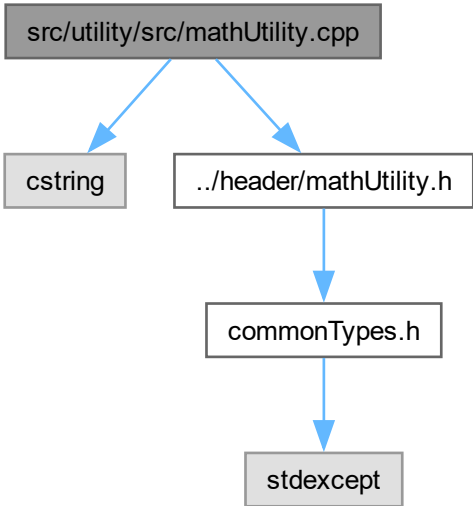 src/utility/src/mathUtility.cpp
cstring
../header/mathUtility.h
commonTypes.h
stdexcept